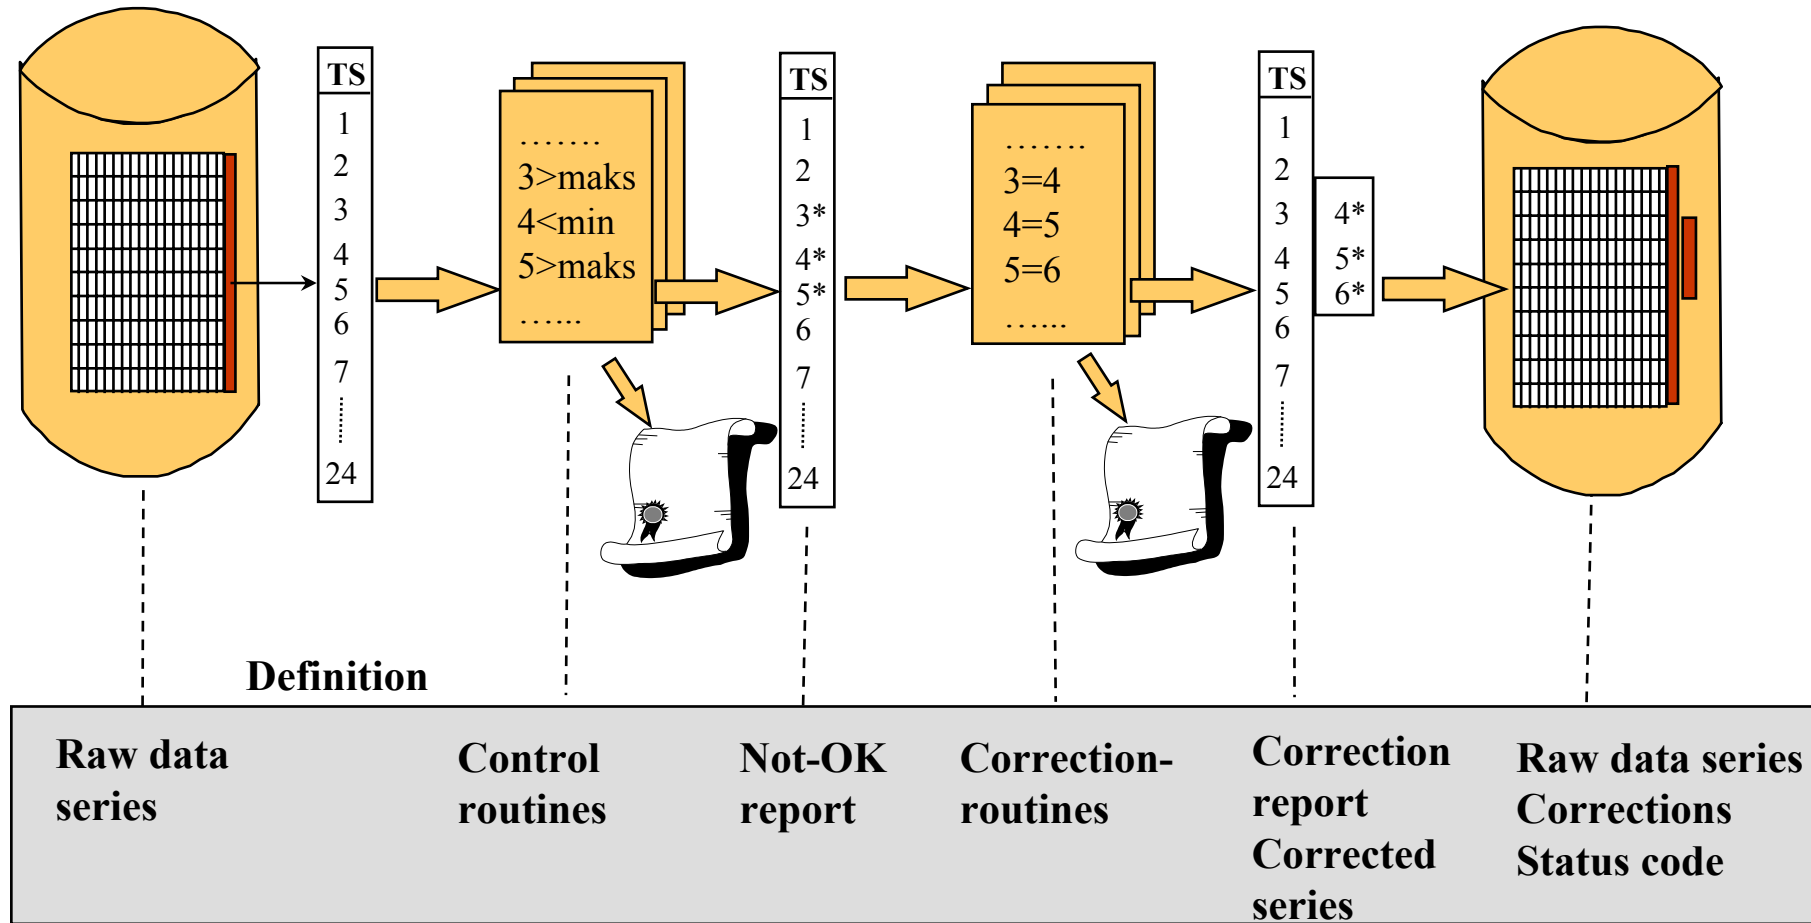 TS
1
2
3
4
5
6
7
........
24
.......
3>maks
4<min
5>maks
......
TS
1
2
3*
4*
5*
6
7
........
24
.......
3=4
4=5
5=6
......
TS
1
2
3
4
5
6
7
........
24
4*
5*
6*
Definition
Raw data
series
Control
routines
Not-OK
report
Correction-
routines
Correction
report
Corrected
series
Raw data series
Corrections
Status code